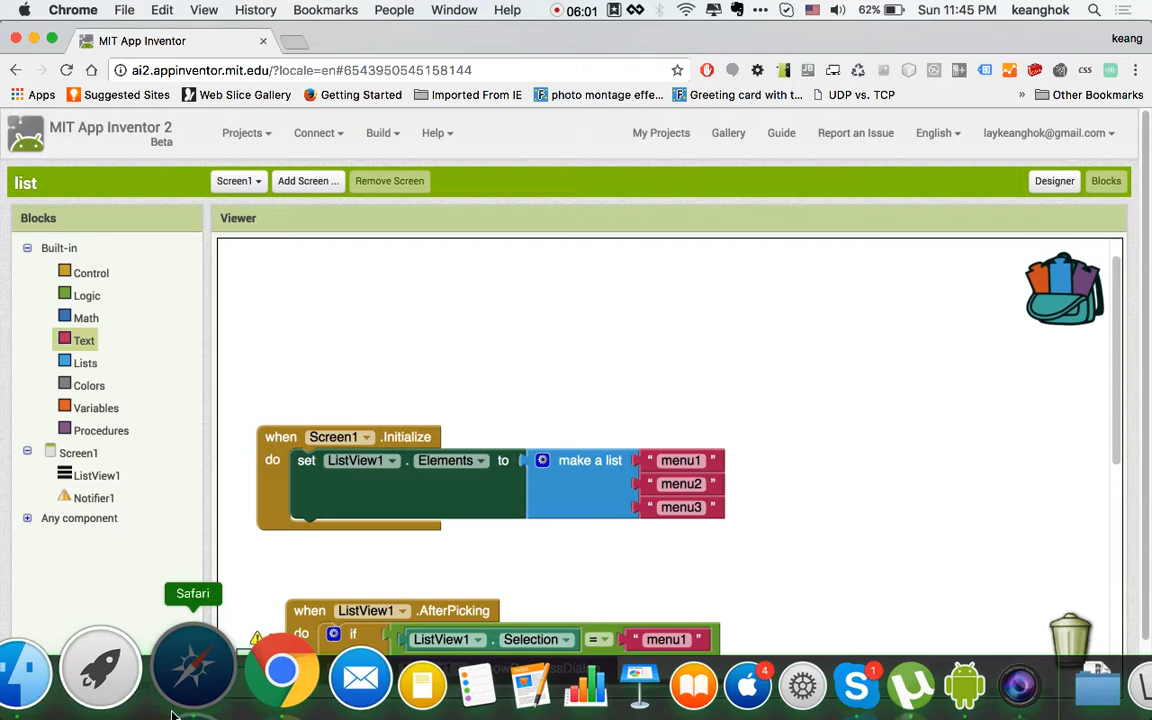 Chrome File Edit View History Bookmarks People Window Help 06:01 62% Sun 11:45 PM keanghok
MIT App Inventor keang
ai2.appinventor.mit.edu/?locale=en#6543950545158144 css
Apps Suggested Sites Web Slice Gallery Getting Started Imported From IE photo montage effe... Greeting card with t... UDP vs. TCP » Other Bookmarks
MIT App Inventor 2
Beta
Projects Connect Build Help My Projects Gallery Guide Report an Issue English laykeanghok@gmail.com
list Screen1 Add Screen ... Remove Screen Designer Blocks
Blocks Viewer
Built-in
Control
Logic
Math
Text
Lists
Colors
Variables
Procedures
Screen1
ListView1
Notifier1
Any component
when Screen1 .Initialize
do set ListView1 . Elements to make a list " menu1 "
" menu2 "
" menu3 "
when ListView1 .AfterPicking
do if ListView1 . Selection = " menu1 "
Safari
4
1